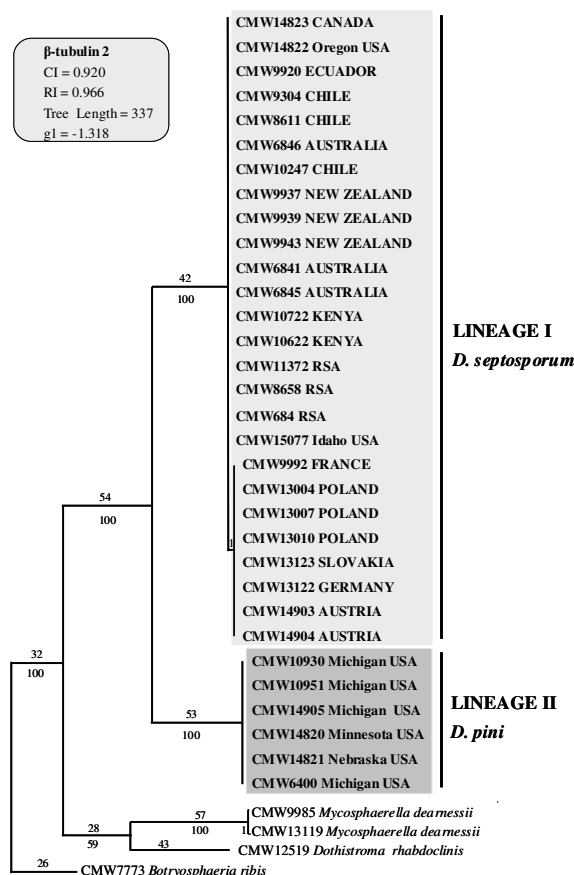 β-tubulin 2
CI = 0.920
RI = 0.966
Tree Length = 337
g1 = -1.318
CMW14823 CANADA
CMW14822 Oregon USA
CMW9920 ECUADOR
CMW9304 CHILE
CMW8611 CHILE
CMW6846 AUSTRALIA
CMW10247 CHILE
CMW9937 NEW ZEALAND
CMW9939 NEW ZEALAND
CMW9943 NEW ZEALAND
CMW6841 AUSTRALIA
CMW6845 AUSTRALIA
CMW10722 KENYA
CMW10622 KENYA
CMW11372 RSA
CMW8658 RSA
CMW684 RSA
CMW15077 Idaho USA
CMW9992 FRANCE
CMW13004 POLAND
CMW13007 POLAND
CMW13010 POLAND
CMW13123 SLOVAKIA
CMW13122 GERMANY
CMW14903 AUSTRIA
CMW14904 AUSTRIA
42
100
1
LINEAGE I
D. septosporum
54
100
CMW10930 Michigan USA
CMW10951 Michigan USA
CMW14905 Michigan USA
CMW14820 Minnesota USA
CMW14821 Nebraska USA
CMW6400 Michigan USA
53
100
LINEAGE II
D. pini
32
100
57
100
1
CMW9985 Mycosphaerella dearnessii
CMW13119 Mycosphaerella dearnessii
28
59
43
CMW12519 Dothistroma rhabdoclinis
26
CMW7773 Botryosphaeria ribis